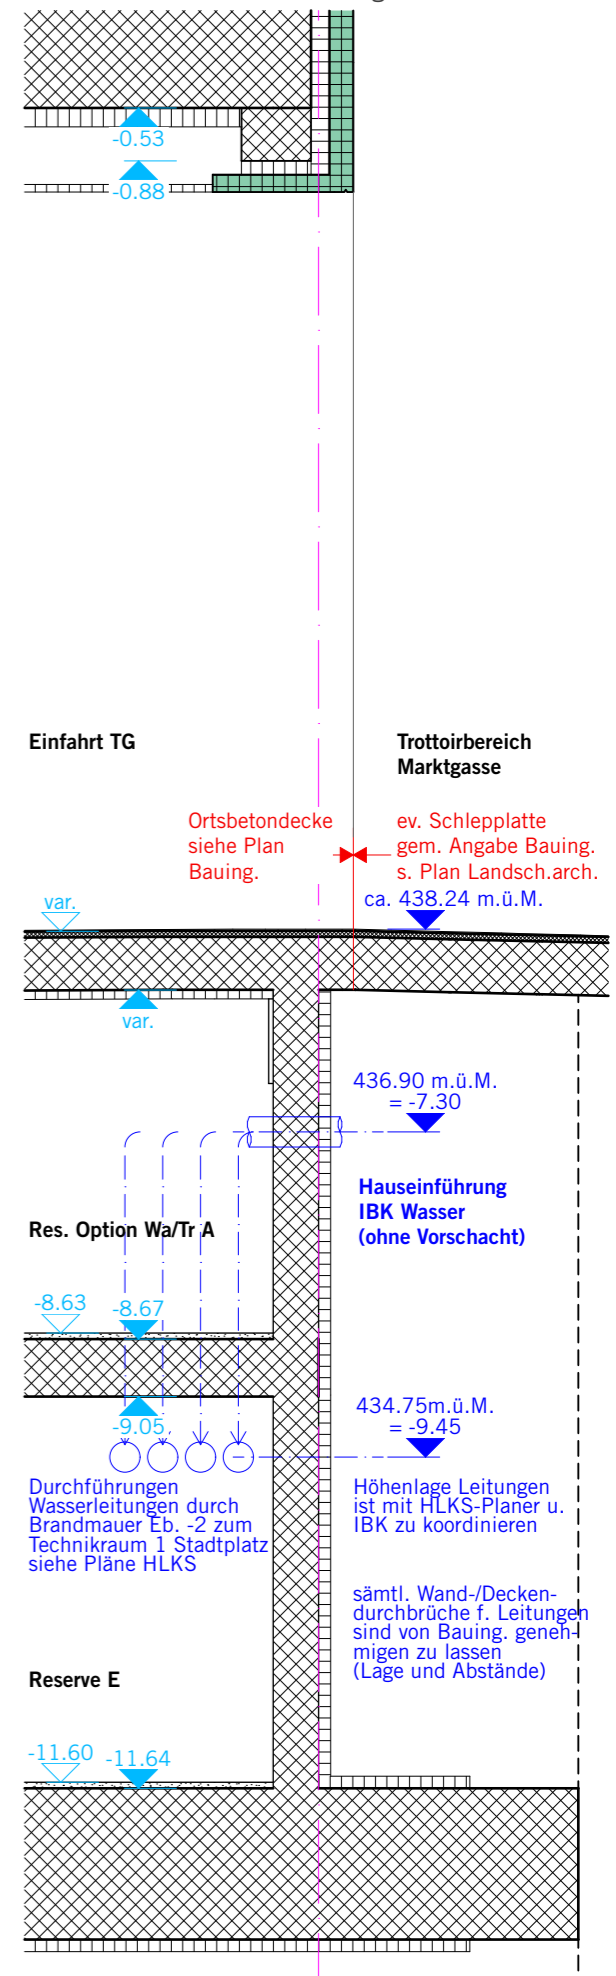 -0.53
-0.88
Einfahrt TG
Trottoirbereich
Marktgasse
Ortsbetondecke
siehe Plan
Bauing.
ev. Schlepplatte
gem. Angabe Bauing.
s. Plan Landsch.arch.
ca. 438.24 m.ü.M.
var.
var.
436.90 m.ü.M.
= -7.30
Hauseinführung
IBK Wasser
(ohne Vorschacht)
Res. Option Wa/Tr A
-8.63
-8.67
-9.05
434.75m.ü.M.
= -9.45
Durchführungen
Wasserleitungen durch
Brandmauer Eb. -2 zum
Technikraum 1 Stadtplatz
siehe Pläne HLKS
Höhenlage Leitungen
ist mit HLKS-Planer u.
IBK zu koordinieren
sämtl. Wand-/Decken-
durchbrüche f. Leitungen
sind von Bauing. geneh-
migen zu lassen
(Lage und Abstände)
Reserve E
-11.60
-11.64